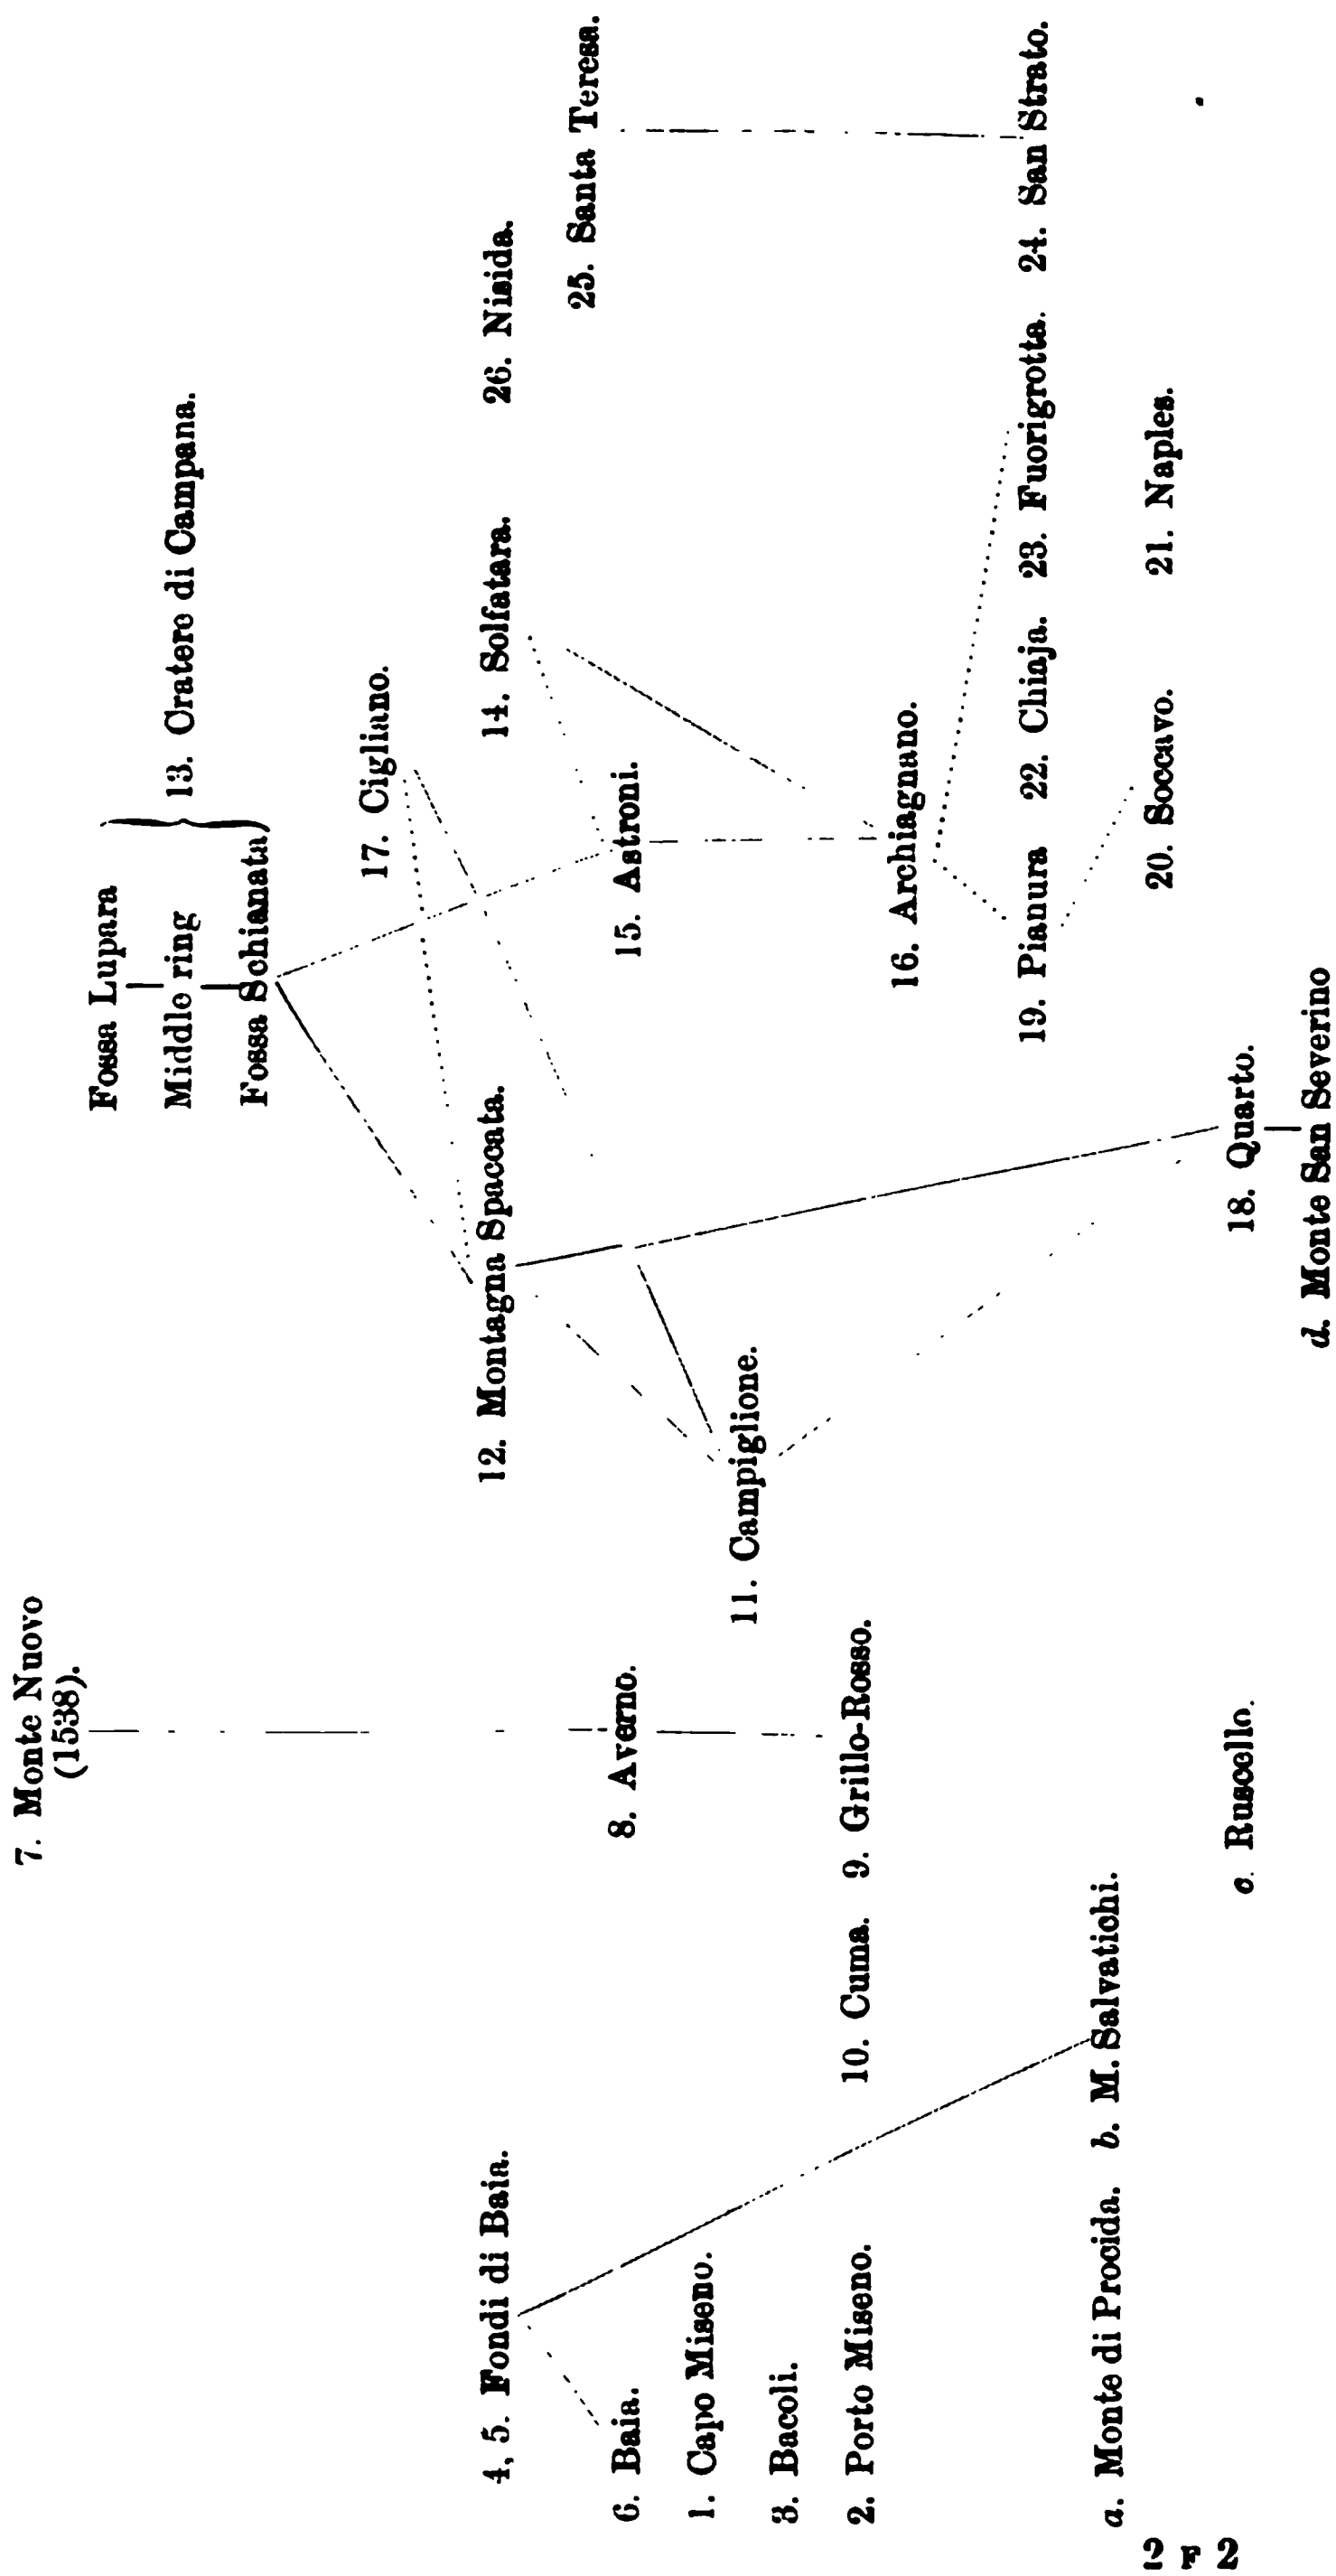 7. Monte Nuovo
(1538).
Fossa Lupara
Middle ring
Fossa Schianata
13. Cratere di Campana.
17. Cigliano.
4, 5. Fondi di Baia.
12. Montagna Spaccata.
14. Solfatara.
26. Nisida.
6. Baia.
8. Averno.
15. Astroni.
25. Santa Teresa.
1. Capo Miseno.
11. Campiglione.
3. Bacoli.
2. Porto Miseno.
10. Cuma.
9. Grillo-Rosso.
16. Archiagnano.
19. Pianura
22. Chiaja.
23. Fuorigrotta.
24. San Strato.
a. Monte di Procida.
b. M. Salvatichi.
20. Soccavo.
21. Naples.
c. Ruscello.
18. Quarto.
d. Monte San Severino
2 F 2